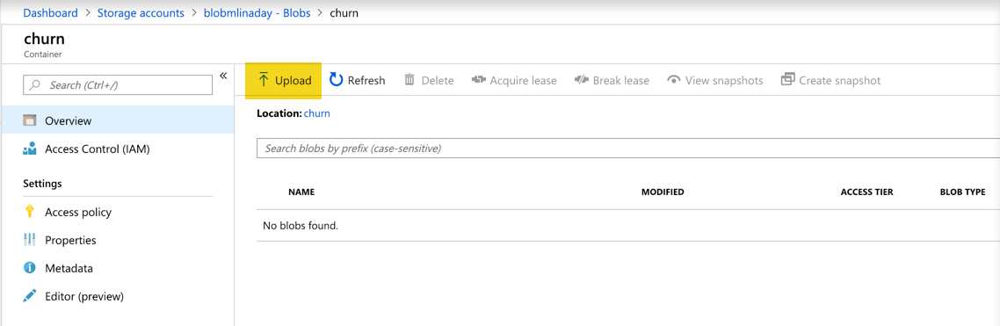 Dashboard > Storage accounts > blobmlinaday - Blobs > churn
churn
Container
«
Search (Ctrl+/)
Overview
Access Control (IAM)
Settings
Access policy
Properties
Metadata
Editor (preview)
Upload Refresh Delete Acquire lease Break lease View snapshots Create snapshot
Location: churn
Search blobs by prefix (case-sensitive)
NAME MODIFIED ACCESS TIER BLOB TYPE
No blobs found.